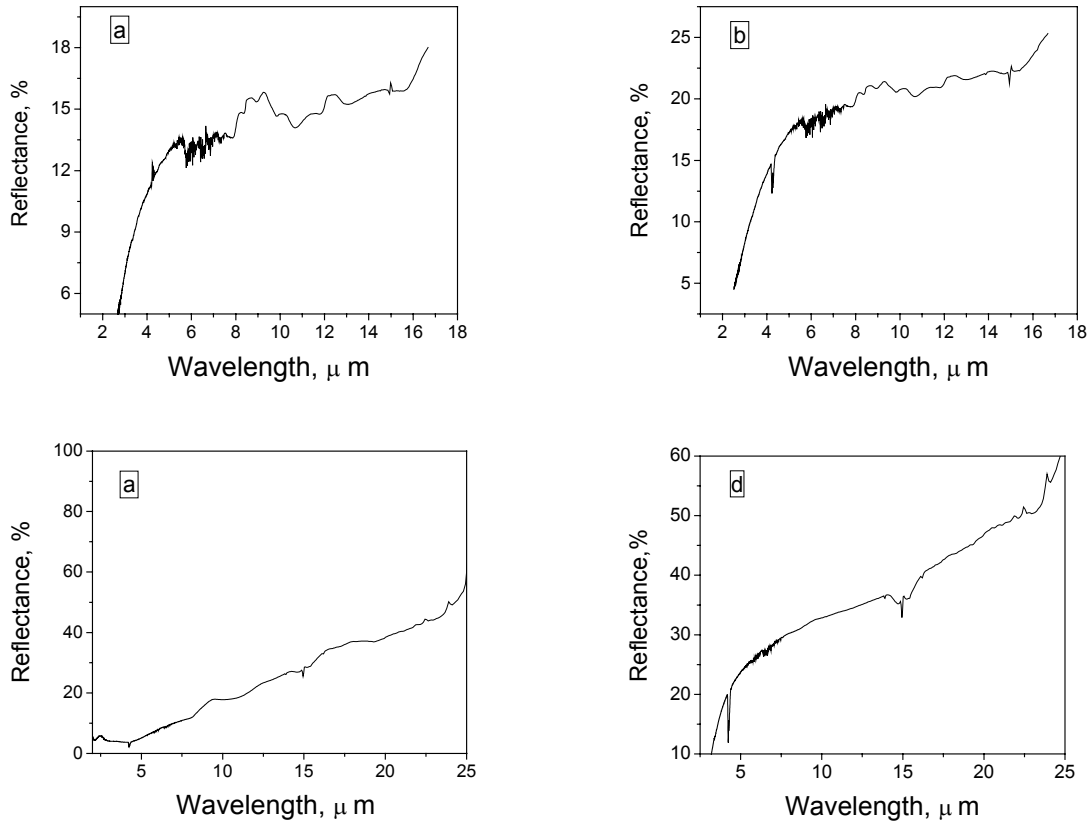 a
18
15
12
9
6
Reflectance, %
2 4 6 8 10 12 14 16 18
Wavelength, μ m
b
25
20
15
10
5
Reflectance, %
2 4 6 8 10 12 14 16 18
Wavelength, μ m
a
100
80
60
40
20
0
Reflectance, %
5 10 15 20 25
Wavelength, μ m
d
60
50
40
30
20
10
Reflectance,%
5 10 15 20 25
Wavelength, μ m